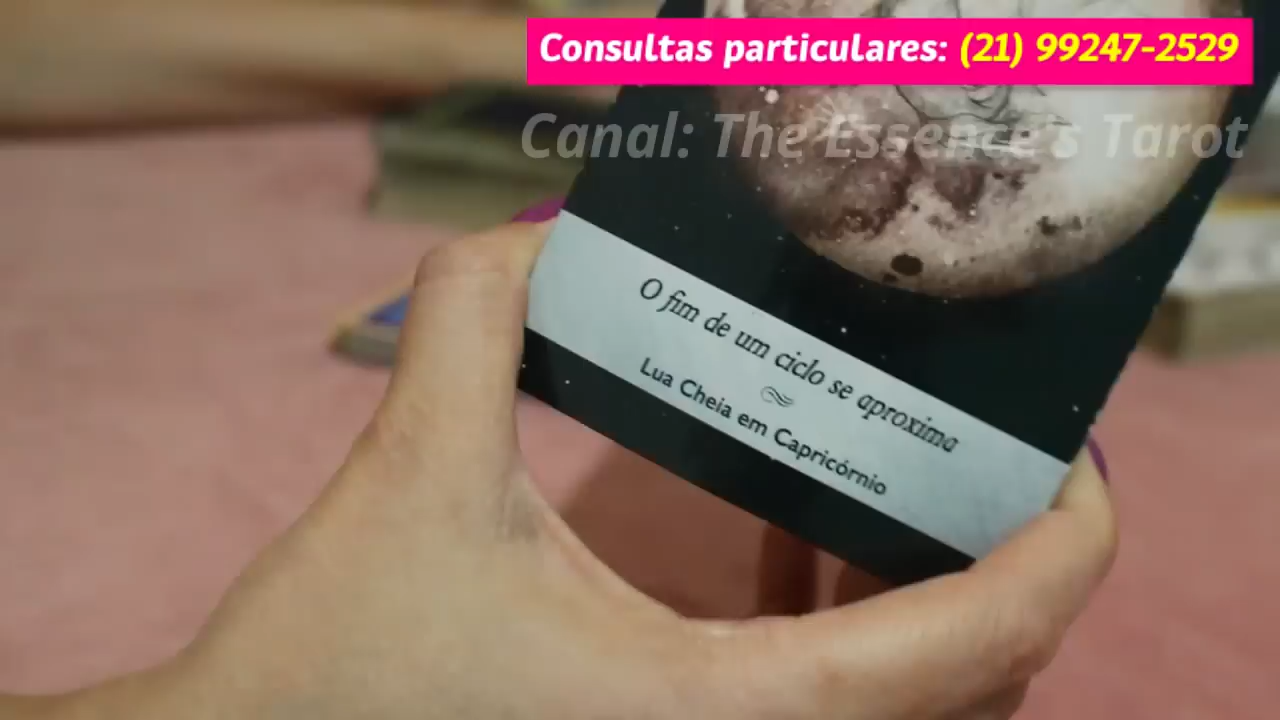 Consultas particulares: (21) 99247-2529
Canal: The Essence's Tarot
O fim de um ciclo se aproxima
Lua Cheia em Capricórnio